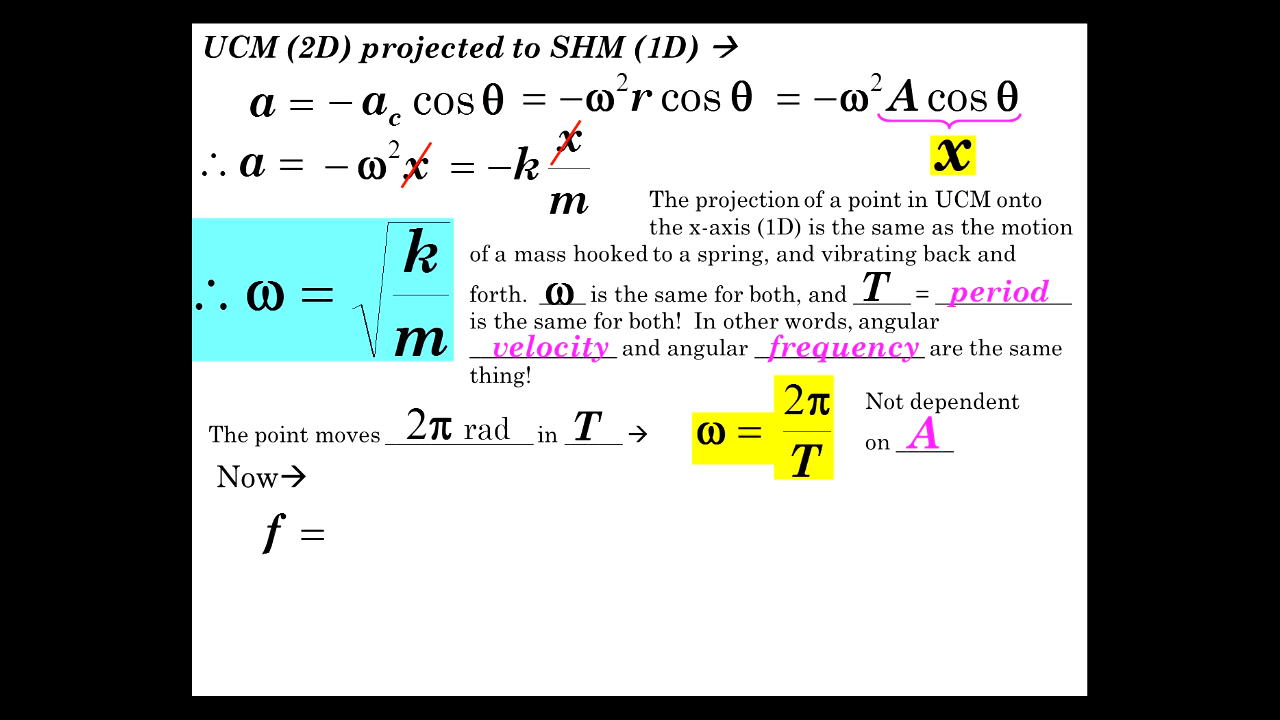 UCM (2D) projected to SHM (1D) →
a = − a_c cos θ = −ω² r cos θ = −ω² A cos θ
x
∴ a = − ω² x = −k x/m
The projection of a point in UCM onto
the x-axis (1D) is the same as the motion
of a mass hooked to a spring, and vibrating back and
forth. ω is the same for both, and T = period
is the same for both! In other words, angular
velocity and angular frequency are the same
thing!
∴ ω = √(k/m)
The point moves 2π rad in T →
ω = 2π/T
Not dependent
on A
Now→
f =